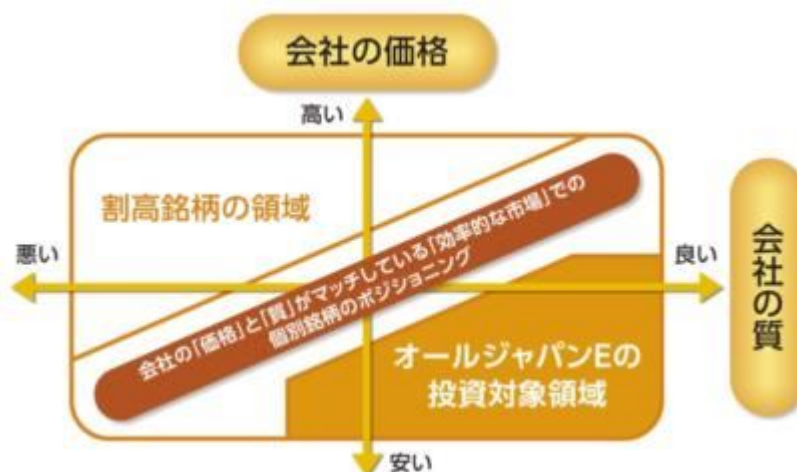 会社の価格
高い
割高銘柄の領域
悪い
会社の「価格」と「質」がマッチしている「効率的な市場」での
個別銘柄のポジショニング
良い
会社の質
オールジャパンEの
投資対象領域
安い